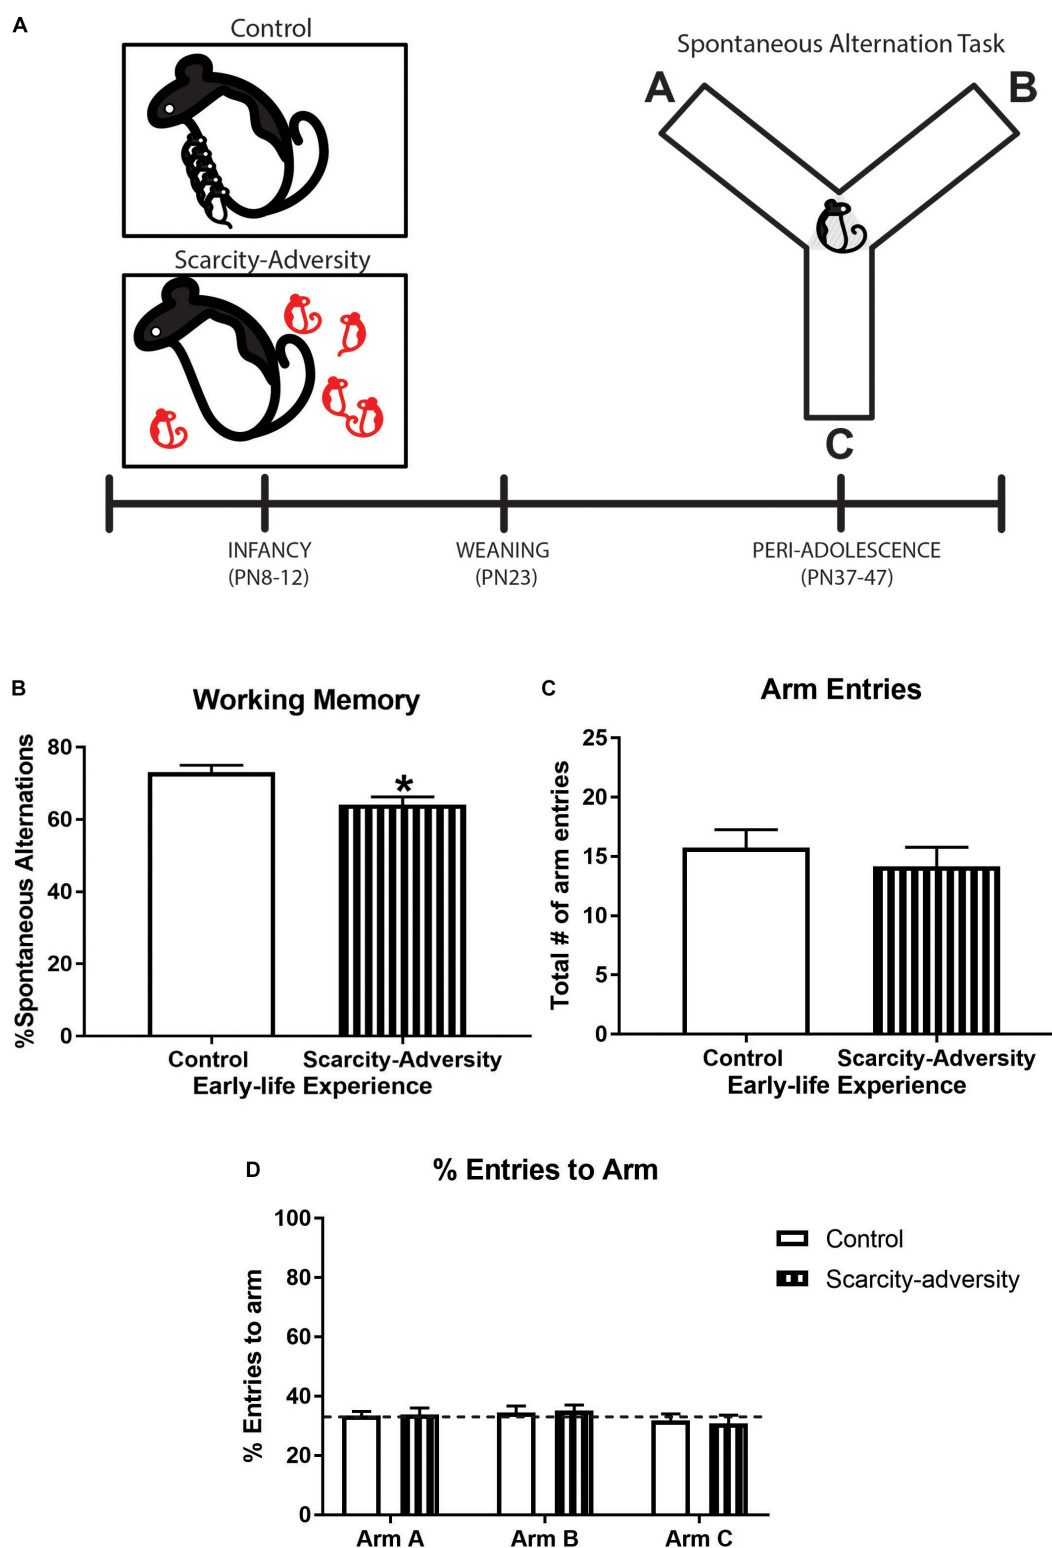 A
Control
Spontaneous Alternation Task
A
B
Scarcity-Adversity
C
INFANCY
(PN8-12)
WEANING
(PN23)
PERI-ADOLESCENCE
(PN37-47)
B
Working Memory
%Spontaneous Alternations
80
60
40
20
0
*
Control
Scarcity-Adversity
Early-life Experience
C
Arm Entries
Total # of arm entries
25
20
15
10
5
0
Control
Scarcity-Adversity
Early-life Experience
D
% Entries to Arm
% Entries to arm
100
80
60
40
20
0
Arm A
Arm B
Arm C
Control
Scarcity-adversity